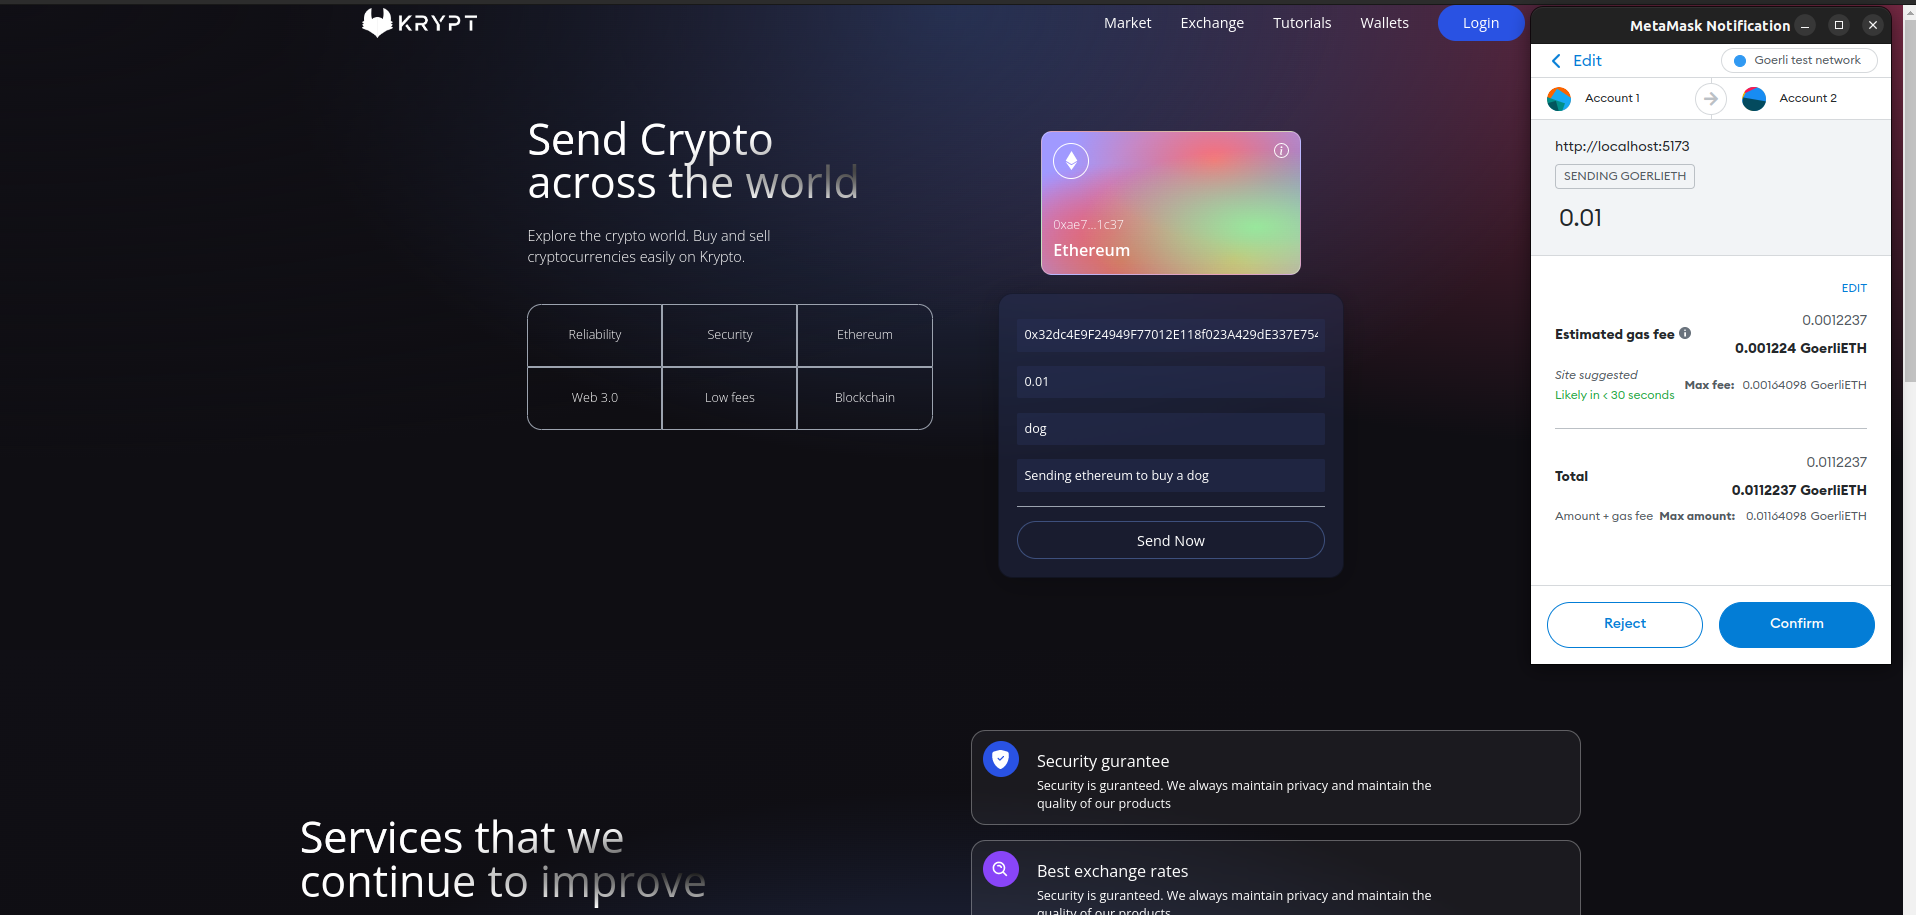 KRYPT
Market
Exchange
Tutorials
Wallets
Login
Send Crypto
across the world
Explore the crypto world. Buy and sell
cryptocurrencies easily on Krypto.
Reliability
Security
Ethereum
Web 3.0
Low fees
Blockchain
0xae7...1c37
Ethereum
0x32dc4E9F24949F77012E118f023A429dE337E754
0.01
dog
Sending ethereum to buy a dog
Send Now
Services that we
continue to improve
Security gurantee
Security is guranteed. We always maintain privacy and maintain the
quality of our products
Best exchange rates
Security is guranteed. We always maintain privacy and maintain the
quality of our products
MetaMask Notification
Edit
Goerli test network
Account 1
Account 2
http://localhost:5173
SENDING GOERLIETH
0.01
EDIT
0.0012237
Estimated gas fee
0.001224 GoerliETH
Site suggested
Likely in < 30 seconds
Max fee: 0.00164098 GoerliETH
0.0112237
Total
0.0112237 GoerliETH
Amount + gas fee Max amount: 0.01164098 GoerliETH
Reject
Confirm